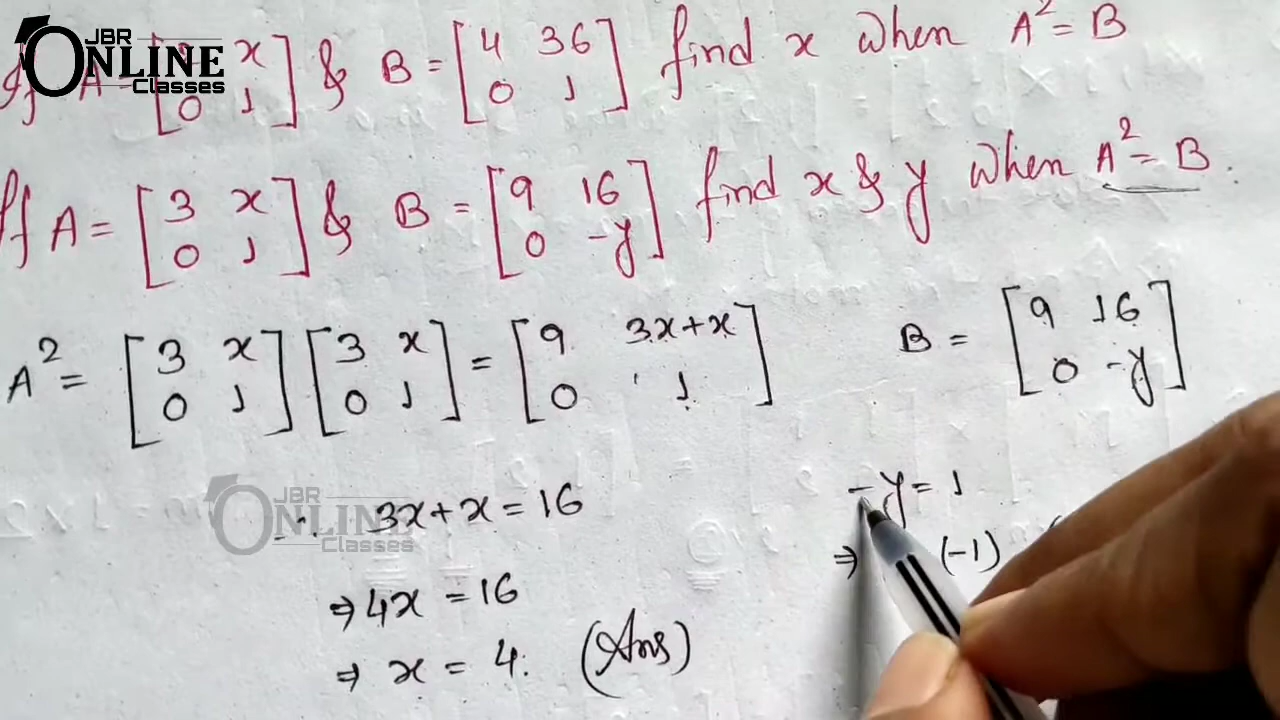 JBR
ONLINE
Classes
If A = [ x
0 1 ] & B = [ 4 36
0 1 ] find x when A² = B
If A = [ 3 x
0 1 ] & B = [ 9 16
0 -y ] find x & y when A² = B.
A² = [ 3 x
0 1 ] [ 3 x
0 1 ] = [ 9 3x+x
0 1 ] B = [ 9 16
0 -y ]
JBR
ONLINE
Classes
∴ 3x+x = 16
-y = 1
⇒ (-1)
⇒ 4x = 16
⇒ x = 4. (Ans)